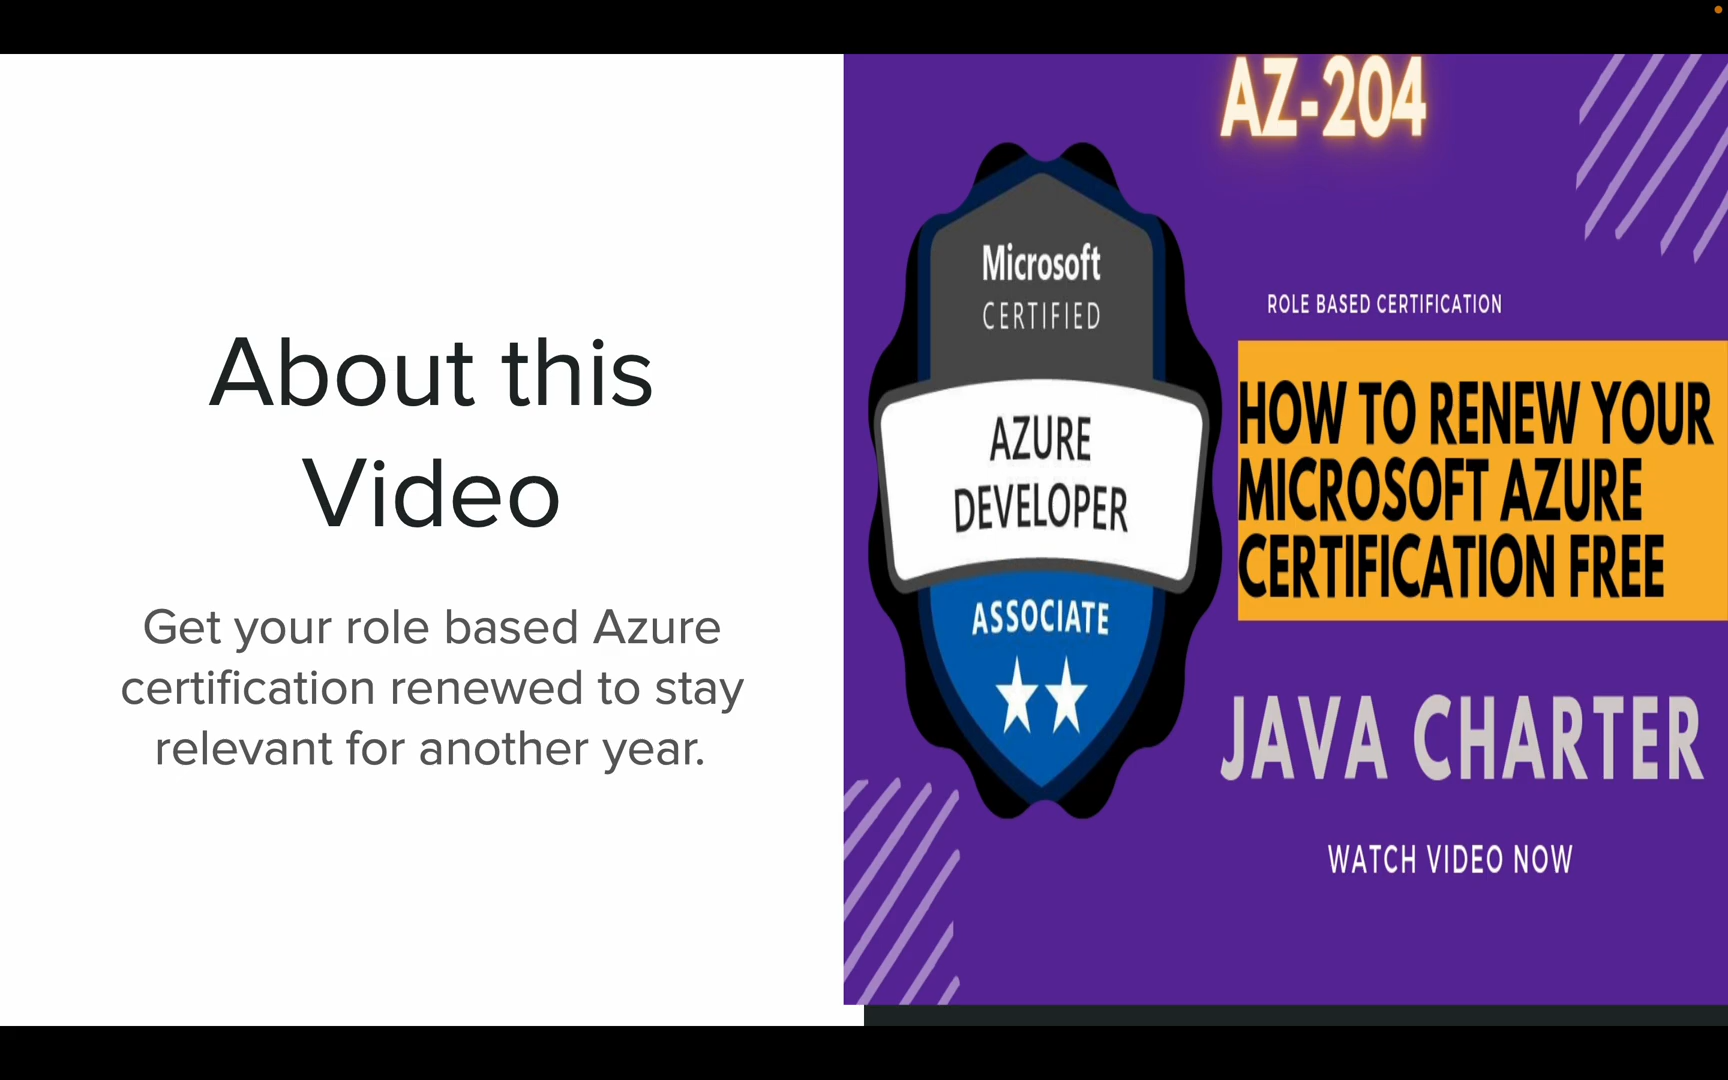 About this
Video
Get your role based Azure
certification renewed to stay
relevant for another year.
AZ-204
Microsoft
CERTIFIED
AZURE
DEVELOPER
ASSOCIATE
ROLE BASED CERTIFICATION
HOW TO RENEW YOUR
MICROSOFT AZURE
CERTIFICATION FREE
JAVA CHARTER
WATCH VIDEO NOW